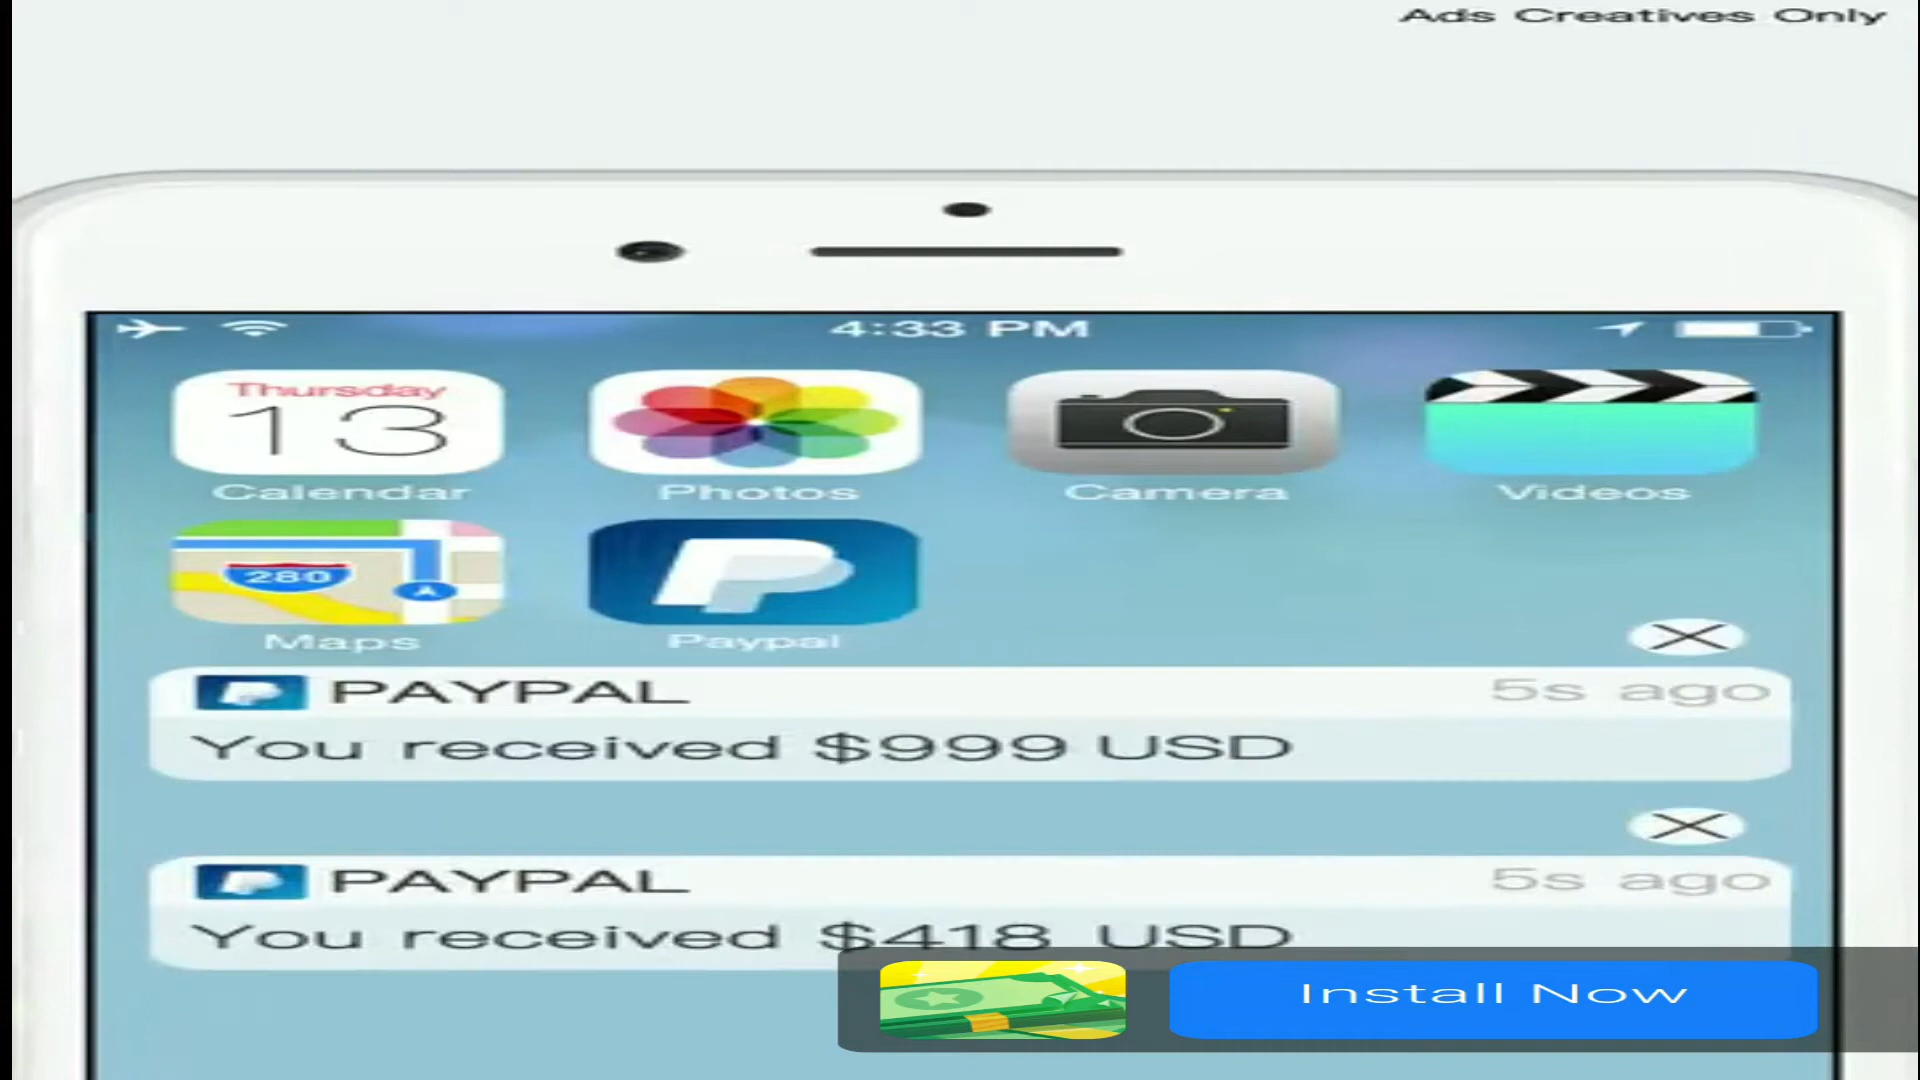 Ads Creatives Only
4:33 PM
Thursday
13
Calendar
Photos
Camera
Videos
280
Maps
Paypal
PAYPAL
5s ago
You received $999 USD
PAYPAL
5s ago
You received $418 USD
Install Now